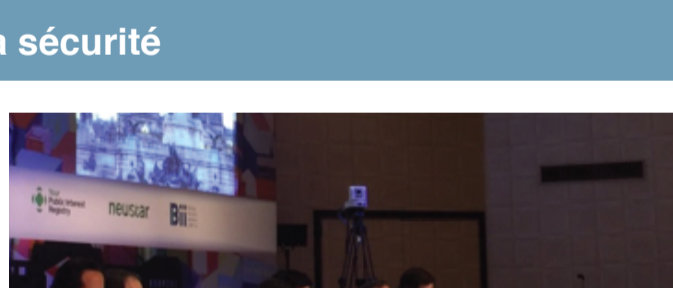 a sécurité
Your
Public Interest
Registry
neustar